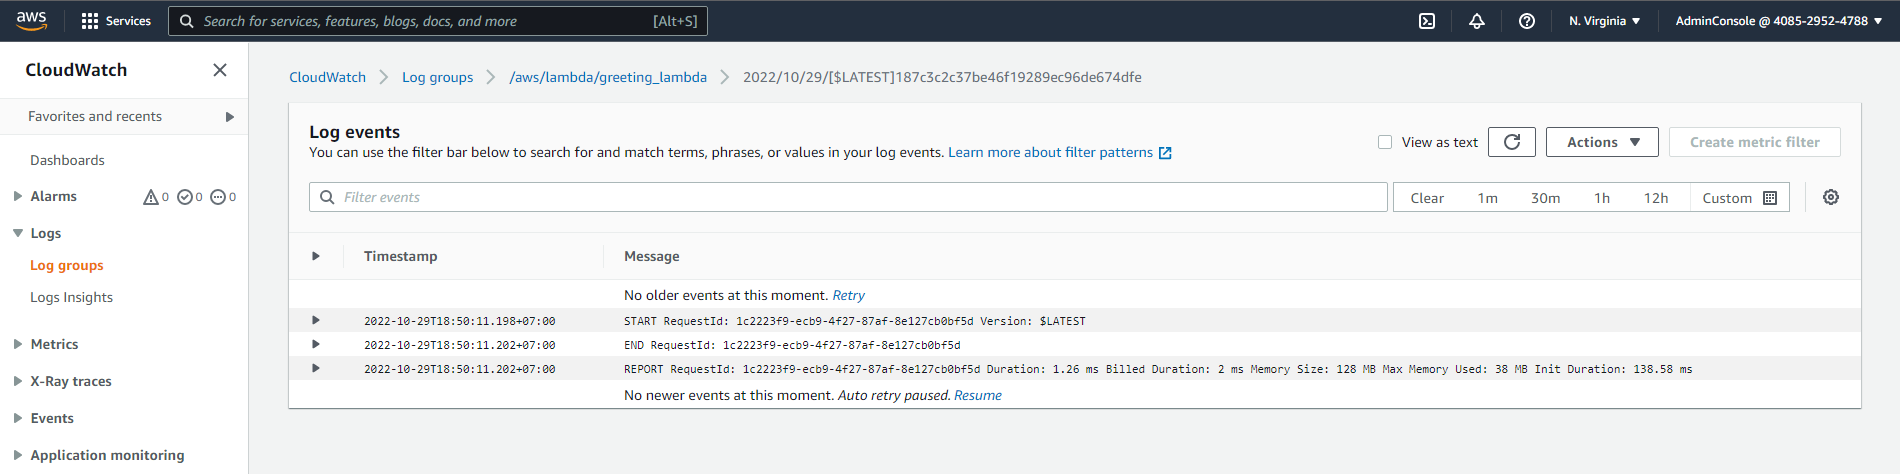 aws Services Search for services, features, blogs, docs, and more [Alt+S] N. Virginia AdminConsole @ 4085-2952-4788
CloudWatch
Favorites and recents
Dashboards
Alarms 0 0 0
Logs
Log groups
Logs Insights
Metrics
X-Ray traces
Events
Application monitoring
CloudWatch Log groups /aws/lambda/greeting_lambda 2022/10/29/[$LATEST]187c3c2c37be46f19289ec96de674dfe
Log events
You can use the filter bar below to search for and match terms, phrases, or values in your log events. Learn more about filter patterns
View as text Actions Create metric filter
Filter events Clear 1m 30m 1h 12h Custom
Timestamp Message
No older events at this moment. Retry
2022-10-29T18:50:11.198+07:00 START RequestId: 1c2223f9-ecb9-4f27-87af-8e127cb0bf5d Version: $LATEST
2022-10-29T18:50:11.202+07:00 END RequestId: 1c2223f9-ecb9-4f27-87af-8e127cb0bf5d
2022-10-29T18:50:11.202+07:00 REPORT RequestId: 1c2223f9-ecb9-4f27-87af-8e127cb0bf5d Duration: 1.26 ms Billed Duration: 2 ms Memory Size: 128 MB Max Memory Used: 38 MB Init Duration: 138.58 ms
No newer events at this moment. Auto retry paused. Resume